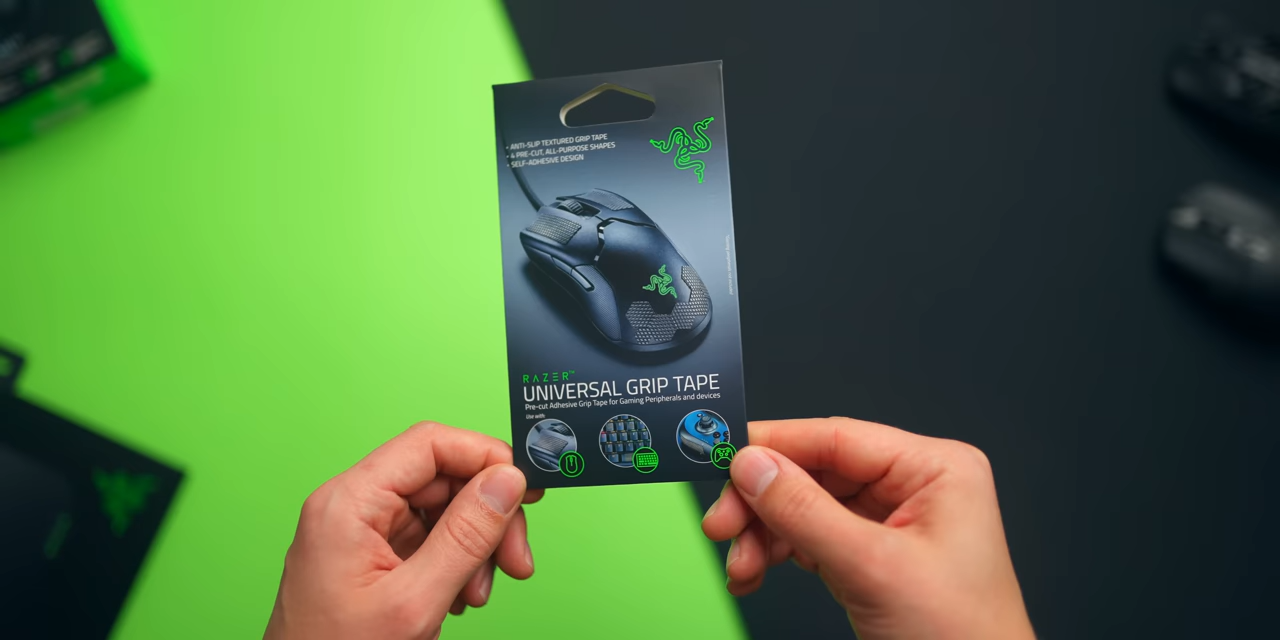 • ANTI-SLIP TEXTURED GRIP TAPE
• 4 PRE-CUT, ALL-PURPOSE SHAPES
• SELF-ADHESIVE DESIGN
RAZER™
UNIVERSAL GRIP TAPE
Pre-cut Adhesive Grip Tape for Gaming Peripherals and devices
Use with